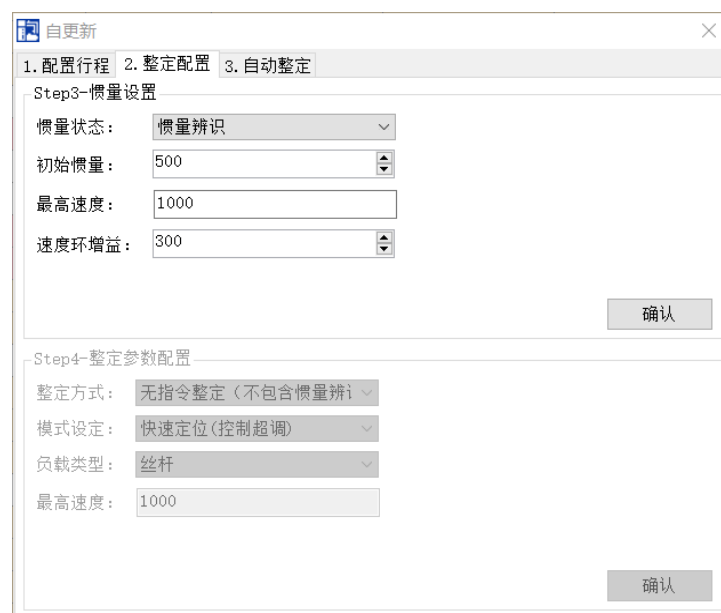 自更新
1.配置行程 2.整定配置 3.自动整定
Step3-惯量设置
惯量状态： 惯量辨识
初始惯量： 500
最高速度： 1000
速度环增益： 300
确认
Step4-整定参数配置
整定方式： 无指令整定（不包含惯量辨
模式设定： 快速定位(控制超调)
负载类型： 丝杆
最高速度： 1000
确认